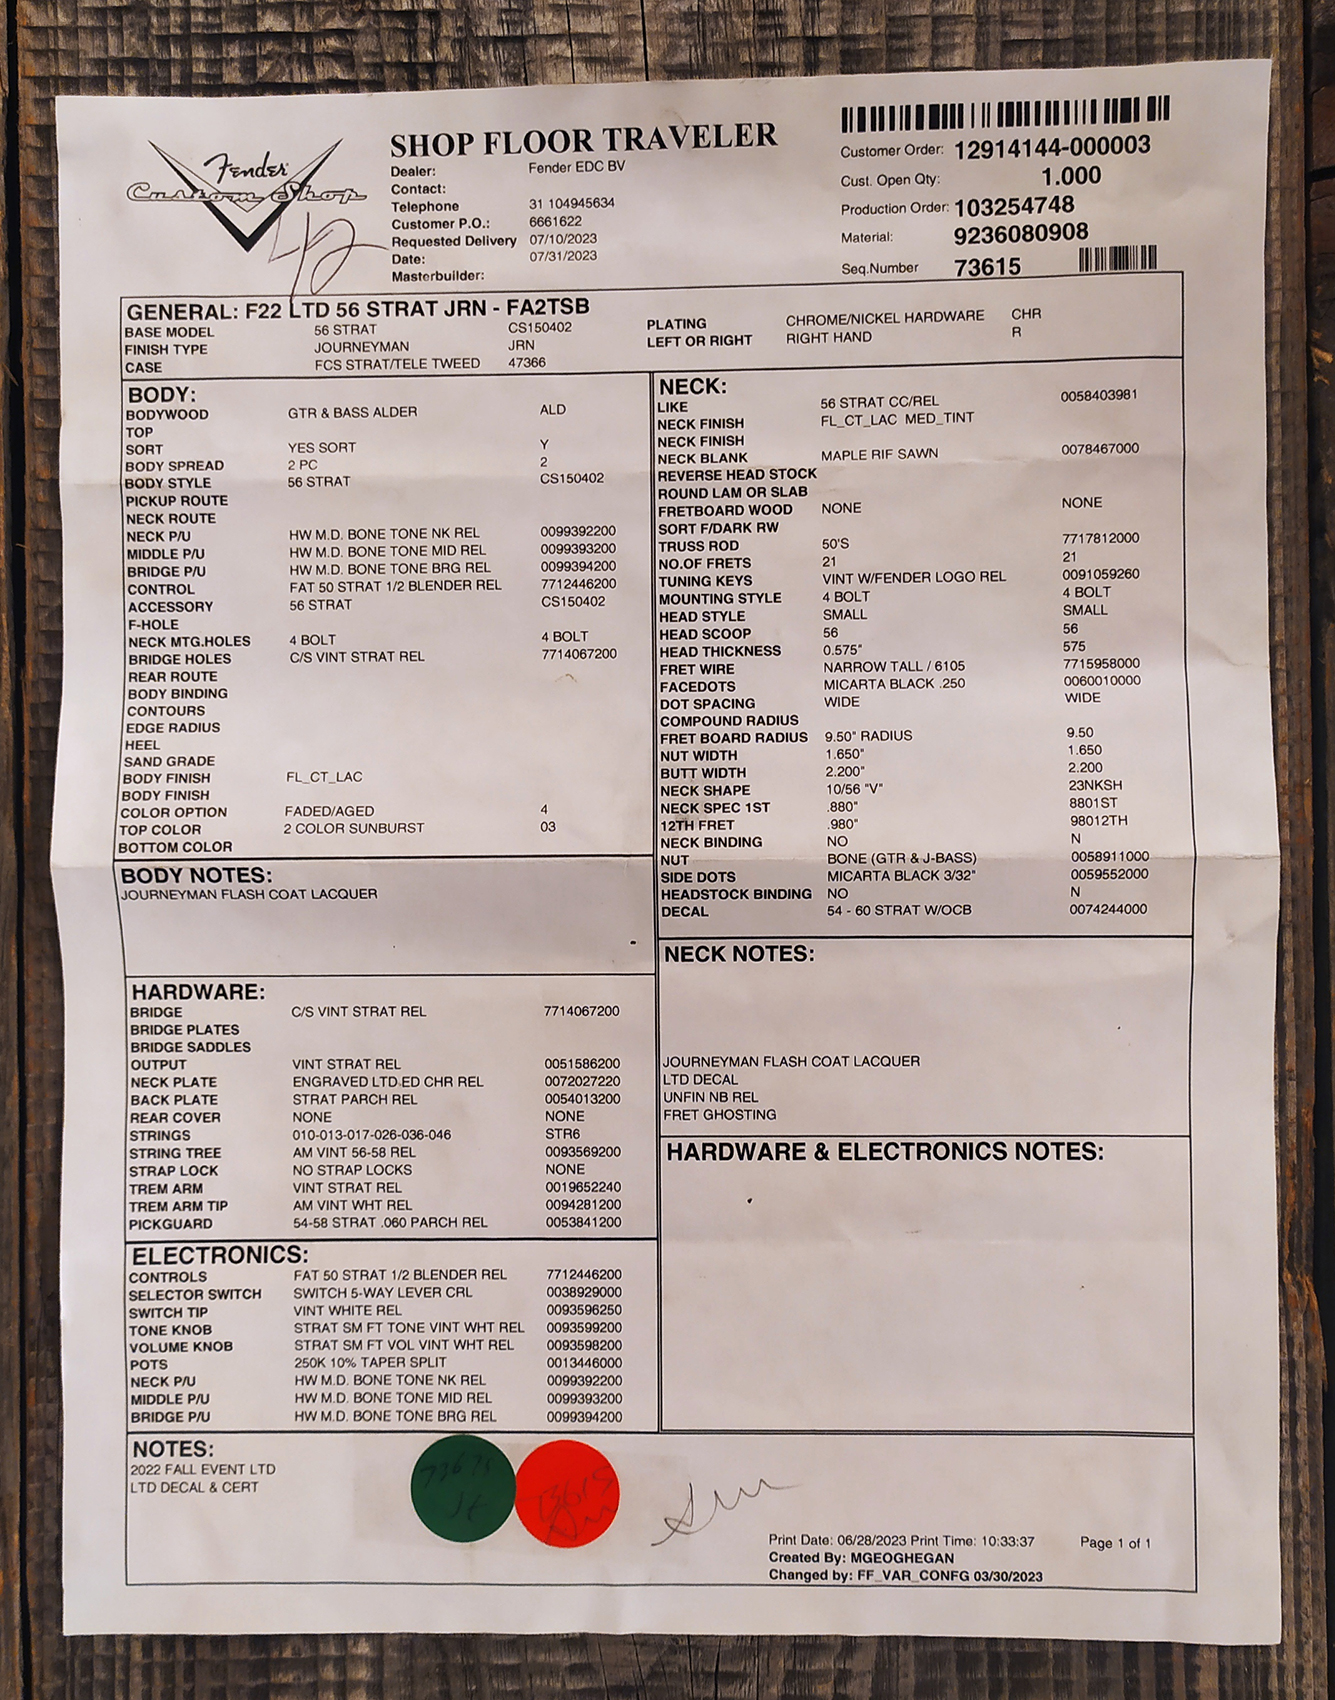 Fender
Custom Shop
SHOP FLOOR TRAVELER
Dealer: Fender EDC BV
Contact:
Telephone 31 104945634
Customer P.O.: 6661622
Requested Delivery 07/10/2023
Date: 07/31/2023
Masterbuilder:
Customer Order: 12914144-000003
Cust. Open Qty: 1.000
Production Order: 103254748
Material: 9236080908
Seq.Number 73615
GENERAL: F22 LTD 56 STRAT JRN - FA2TSB
BASE MODEL 56 STRAT CS150402
FINISH TYPE JOURNEYMAN JRN
CASE FCS STRAT/TELE TWEED 47366
PLATING CHROME/NICKEL HARDWARE CHR
LEFT OR RIGHT RIGHT HAND R
BODY:
BODYWOOD GTR & BASS ALDER ALD
TOP
SORT YES SORT Y
BODY SPREAD 2 PC 2
BODY STYLE 56 STRAT CS150402
PICKUP ROUTE
NECK ROUTE
NECK P/U HW M.D. BONE TONE NK REL 0099392200
MIDDLE P/U HW M.D. BONE TONE MID REL 0099393200
BRIDGE P/U HW M.D. BONE TONE BRG REL 0099394200
CONTROL FAT 50 STRAT 1/2 BLENDER REL 7712446200
ACCESSORY 56 STRAT CS150402
F-HOLE
NECK MTG.HOLES 4 BOLT 4 BOLT
BRIDGE HOLES C/S VINT STRAT REL 7714067200
REAR ROUTE
BODY BINDING
CONTOURS
EDGE RADIUS
HEEL
SAND GRADE
BODY FINISH FL_CT_LAC
BODY FINISH
COLOR OPTION FADED/AGED 4
TOP COLOR 2 COLOR SUNBURST 03
BOTTOM COLOR
BODY NOTES:
JOURNEYMAN FLASH COAT LACQUER
HARDWARE:
BRIDGE C/S VINT STRAT REL 7714067200
BRIDGE PLATES
BRIDGE SADDLES
OUTPUT VINT STRAT REL 0051586200
NECK PLATE ENGRAVED LTD.ED CHR REL 0072027220
BACK PLATE STRAT PARCH REL 0054013200
REAR COVER NONE NONE
STRINGS 010-013-017-026-036-046 STR6
STRING TREE AM VINT 56-58 REL 0093569200
STRAP LOCK NO STRAP LOCKS NONE
TREM ARM VINT STRAT REL 0019652240
TREM ARM TIP AM VINT WHT REL 0094281200
PICKGUARD 54-58 STRAT .060 PARCH REL 0053841200
ELECTRONICS:
CONTROLS FAT 50 STRAT 1/2 BLENDER REL 7712446200
SELECTOR SWITCH SWITCH 5-WAY LEVER CRL 0038929000
SWITCH TIP VINT WHITE REL 0093596250
TONE KNOB STRAT SM FT TONE VINT WHT REL 0093599200
VOLUME KNOB STRAT SM FT VOL VINT WHT REL 0093598200
POTS 250K 10% TAPER SPLIT 0013446000
NECK P/U HW M.D. BONE TONE NK REL 0099392200
MIDDLE P/U HW M.D. BONE TONE MID REL 0099393200
BRIDGE P/U HW M.D. BONE TONE BRG REL 0099394200
NECK:
LIKE 56 STRAT CC/REL 0058403981
NECK FINISH FL_CT_LAC MED_TINT
NECK FINISH
NECK BLANK MAPLE RIF SAWN 0078467000
REVERSE HEAD STOCK
ROUND LAM OR SLAB
FRETBOARD WOOD NONE NONE
SORT F/DARK RW
TRUSS ROD 50'S 7717812000
NO.OF FRETS 21 21
TUNING KEYS VINT W/FENDER LOGO REL 0091059260
MOUNTING STYLE 4 BOLT 4 BOLT
HEAD STYLE SMALL SMALL
HEAD SCOOP 56 56
HEAD THICKNESS 0.575" 575
FRET WIRE NARROW TALL / 6105 7715958000
FACEDOTS MICARTA BLACK .250 0060010000
DOT SPACING WIDE WIDE
COMPOUND RADIUS
FRET BOARD RADIUS 9.50" RADIUS 9.50
NUT WIDTH 1.650" 1.650
BUTT WIDTH 2.200" 2.200
NECK SHAPE 10/56 "V" 23NKSH
NECK SPEC 1ST .880" 8801ST
12TH FRET .980" 98012TH
NECK BINDING NO N
NUT BONE (GTR & J-BASS) 0058911000
SIDE DOTS MICARTA BLACK 3/32" 0059552000
HEADSTOCK BINDING NO N
DECAL 54 - 60 STRAT W/OCB 0074244000
NECK NOTES:
JOURNEYMAN FLASH COAT LACQUER
LTD DECAL
UNFIN NB REL
FRET GHOSTING
HARDWARE & ELECTRONICS NOTES:
NOTES:
2022 FALL EVENT LTD
LTD DECAL & CERT
73615
73615
Print Date: 06/28/2023 Print Time: 10:33:37 Page 1 of 1
Created By: MGEOGHEGAN
Changed by: FF_VAR_CONFG 03/30/2023